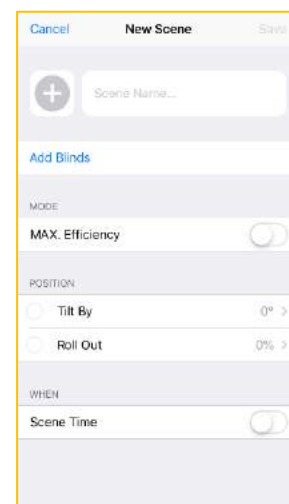 Cancel New Scene Save
Scene Name...
Add Blinds
MODE
MAX. Efficiency
POSITION
Tilt By 0° >
Roll Out 0% >
WHEN
Scene Time